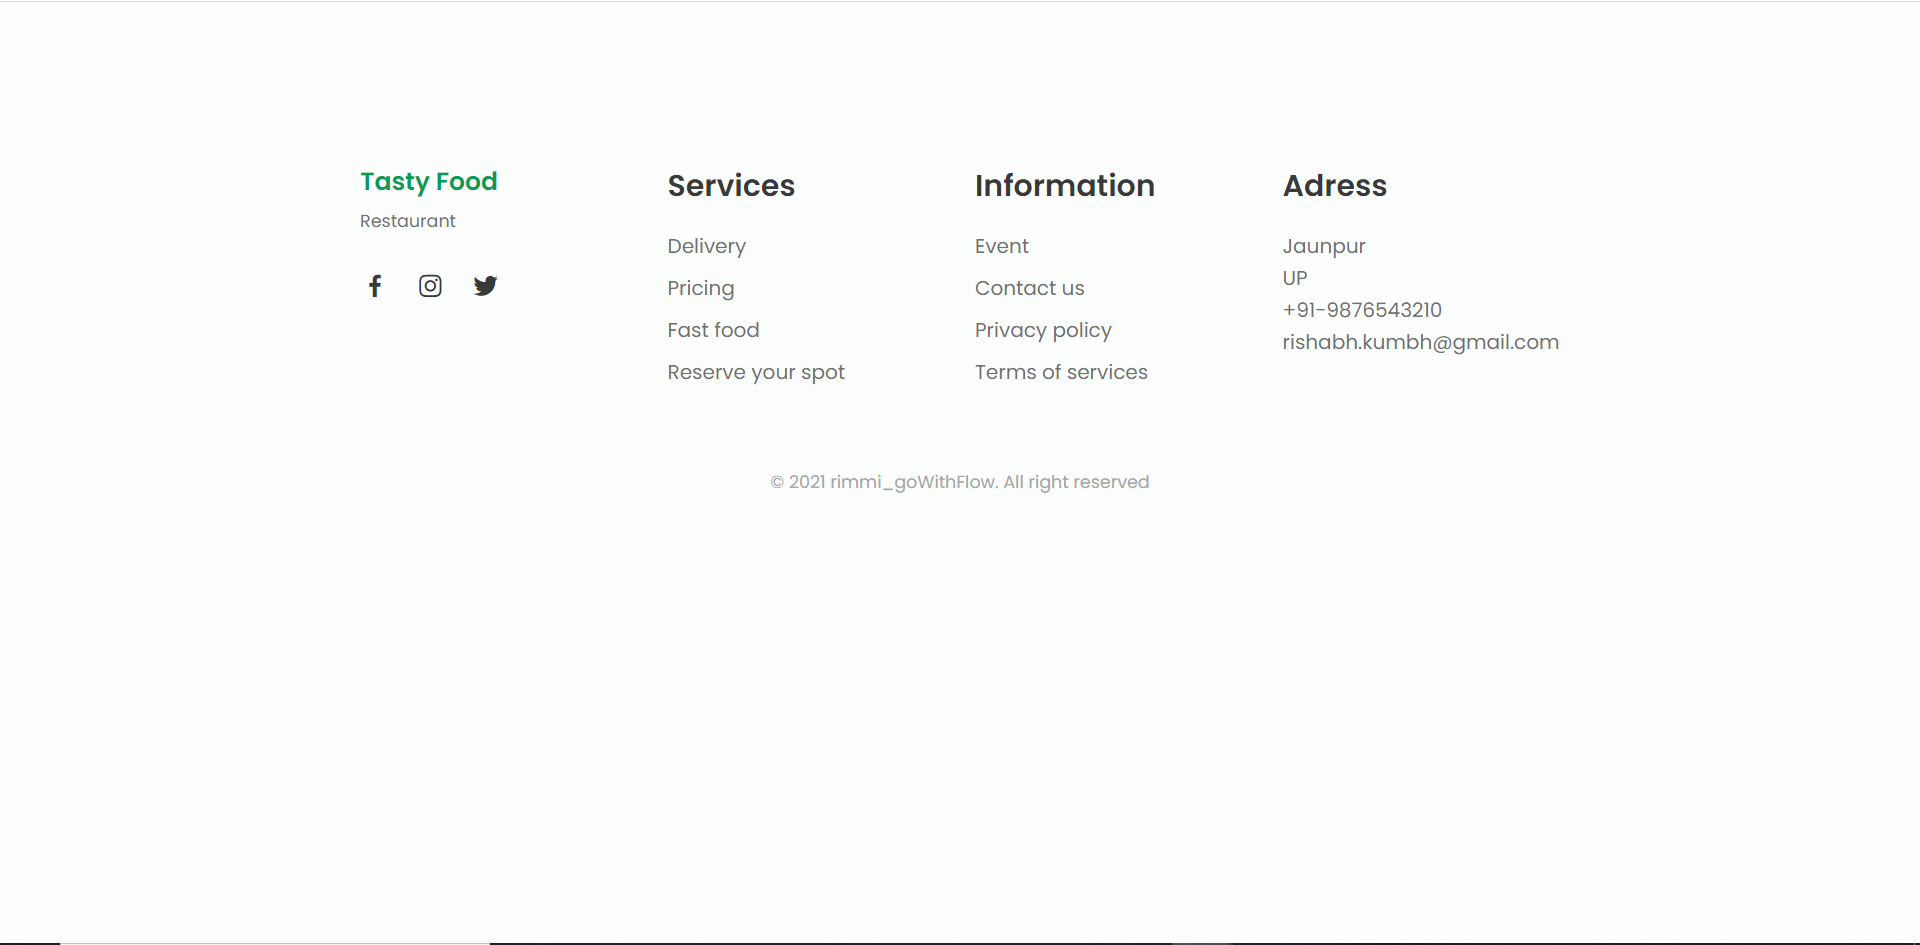 Tasty Food
Restaurant
Services
Delivery
Pricing
Fast food
Reserve your spot
Information
Event
Contact us
Privacy policy
Terms of services
Adress
Jaunpur
UP
+91-9876543210
rishabh.kumbh@gmail.com
© 2021 rimmi_goWithFlow. All right reserved